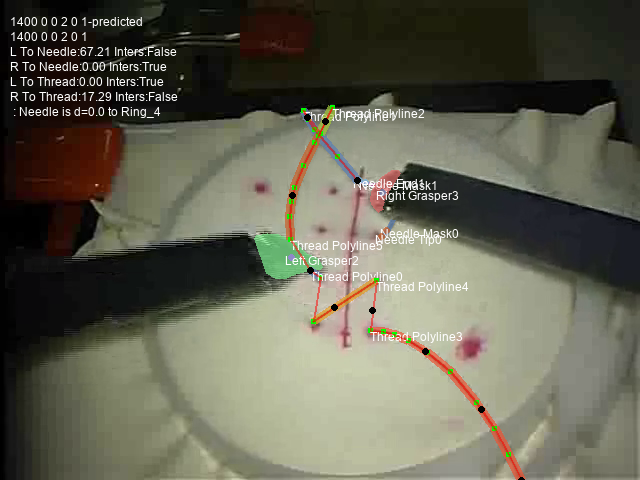 1400 0 0 2 0 1-predicted
1400 0 0 2 0 1
L To Needle:67.21 Inters:False
R To Needle:0.00 Inters:True
L To Thread:0.00 Inters:True
R To Thread:17.29 Inters:False
: Needle is d=0.0 to Ring_4
Thread Polyline2
Thread Polyline
Needle End1
Needle Mask1
Right Grasper3
Needle Mask0
Needle Tip0
Thread Polyline5
Left Grasper2
Thread Polyline0
Thread Polyline4
Thread Polyline3